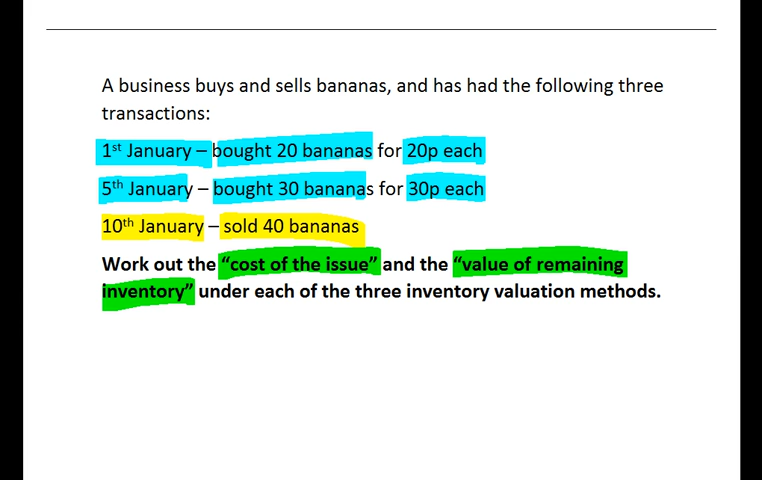 A business buys and sells bananas, and has had the following three
transactions:
1st January – bought 20 bananas for 20p each
5th January – bought 30 bananas for 30p each
10th January – sold 40 bananas
Work out the “cost of the issue” and the “value of remaining
inventory” under each of the three inventory valuation methods.